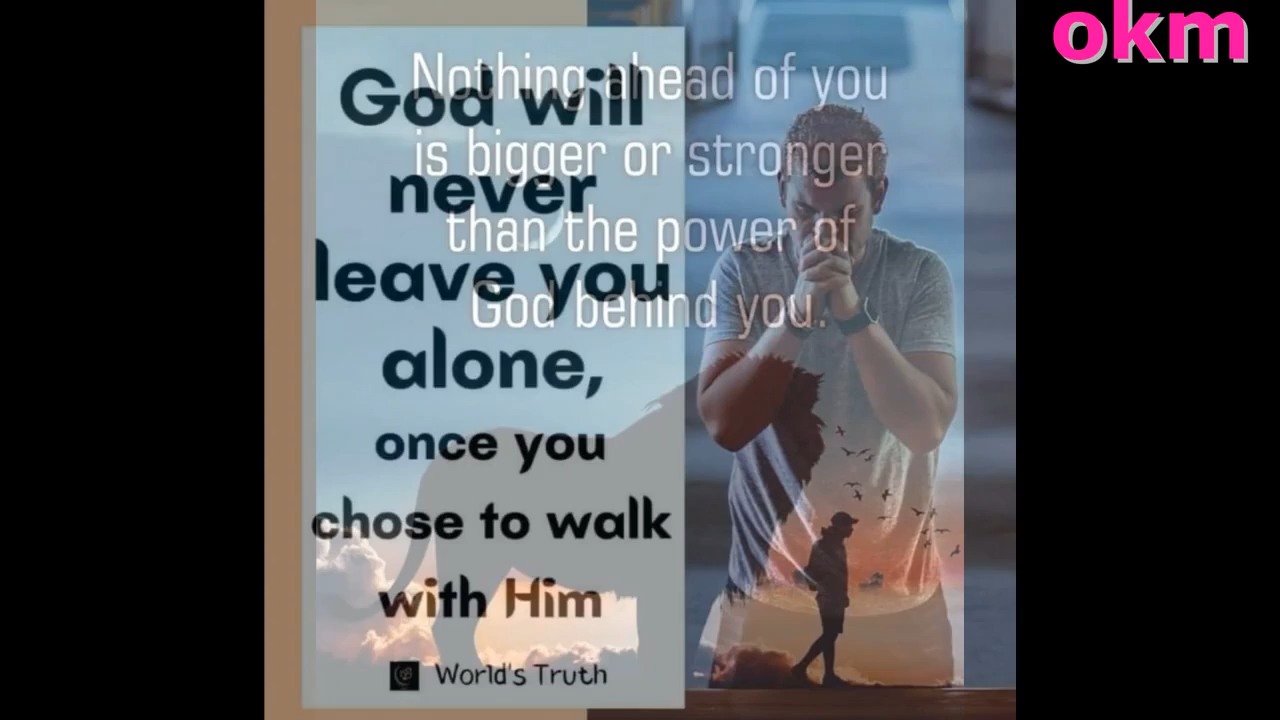 okm
Nothing ahead of you
is bigger or stronger
than the power of
God behind you.
God will
never
leave you
alone,
once you
chose to walk
with Him
World's Truth